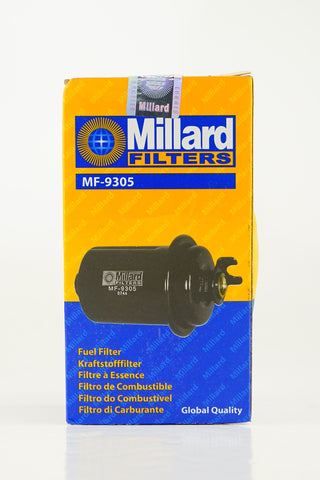 Millard
Millard
FILTERS
MF-9305
Millard
FILTERS
MF-9305
0744
Fuel Filter
Kraftstofffilter
Filtre à Essence
Filtro de Combustible
Filtro do Combustivel
Filtro di Carburante
Global Quality